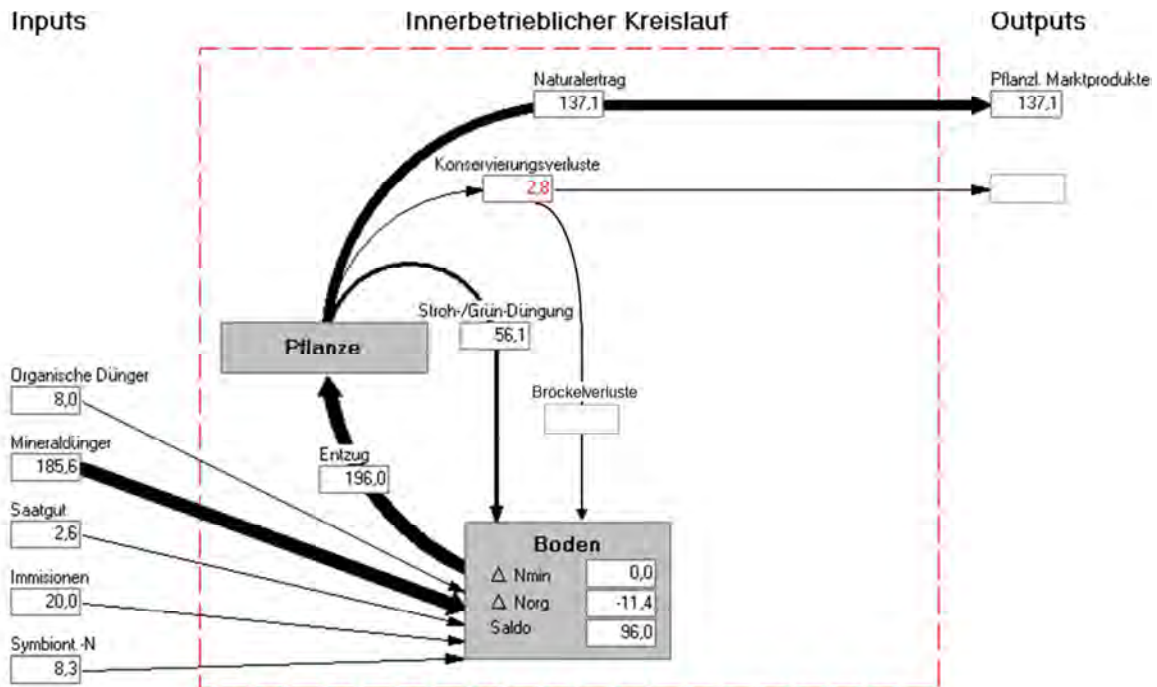 Inputs
Innerbetrieblicher Kreislauf
Outputs
Naturalertrag
137,1
Pflanzl. Marktprodukte
137,1
Konservierungsverluste
2,8
Stroh-/Grün-Düngung
56,1
Pflanze
Bröckelverluste
Organische Dünger
8,0
Mineraldünger
185,6
Entzug
196,0
Saatgut
2,6
Immisionen
20,0
Symbiont.-N
8,3
Boden
△ Nmin 0,0
△ Norg -11,4
Saldo 96,0